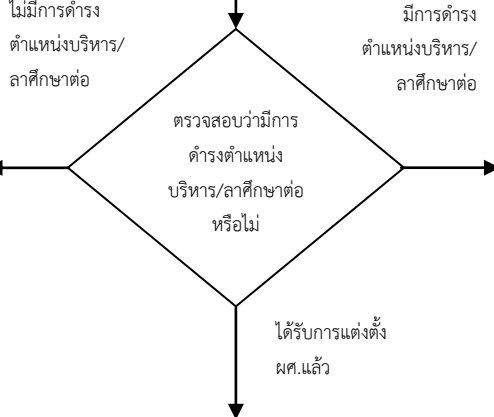 ไม่มีการดำรง
ตำแหน่งบริหาร/
ลาศึกษาต่อ
มีการดำรง
ตำแหน่งบริหาร/
ลาศึกษาต่อ
ตรวจสอบว่ามีการ
ดำรงตำแหน่ง
บริหาร/ลาศึกษาต่อ
หรือไม่
ได้รับการแต่งตั้ง
ผศ.แล้ว